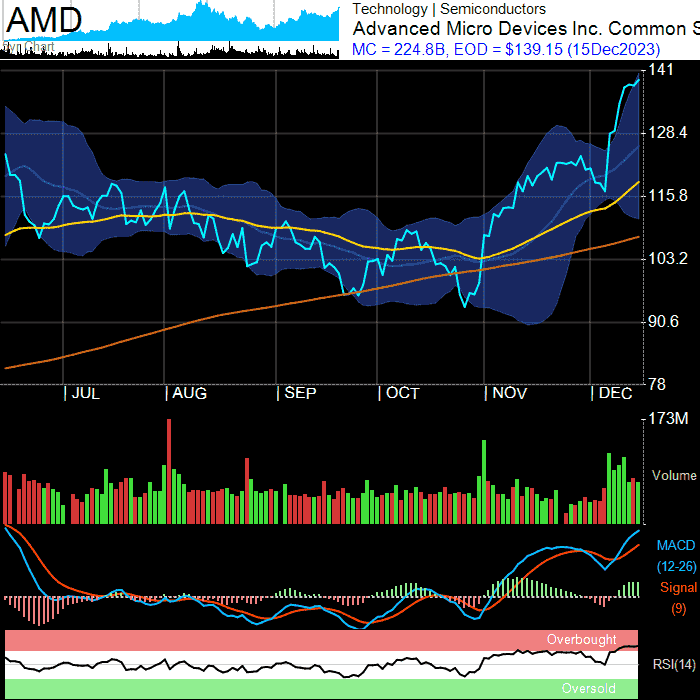 AMD
Technology | Semiconductors
Advanced Micro Devices Inc. Common S
MC = 224.8B, EOD = $139.15 (15Dec2023)
141
128.4
115.8
103.2
90.6
78
JUL
AUG
SEP
OCT
NOV
DEC
173M
Volume
MACD
(12-26)
Signal
(9)
Overbought
RSI(14)
Oversold